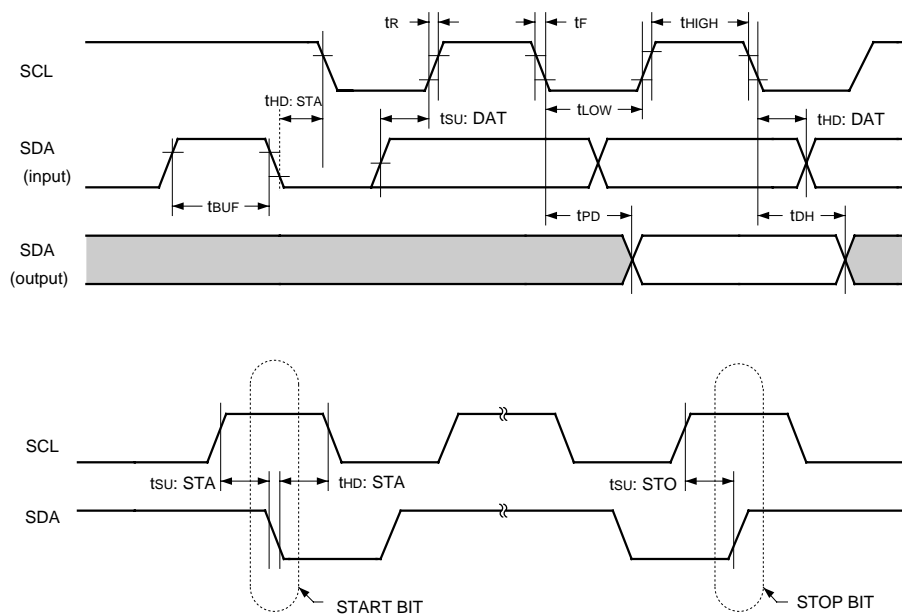 tR
tF
tHIGH
SCL
tHD: STA
tSU: DAT
tLOW
tHD: DAT
SDA
(input)
tBUF
tPD
tDH
SDA
(output)
SCL
tSU: STA
tHD: STA
tSU: STO
SDA
START BIT
STOP BIT